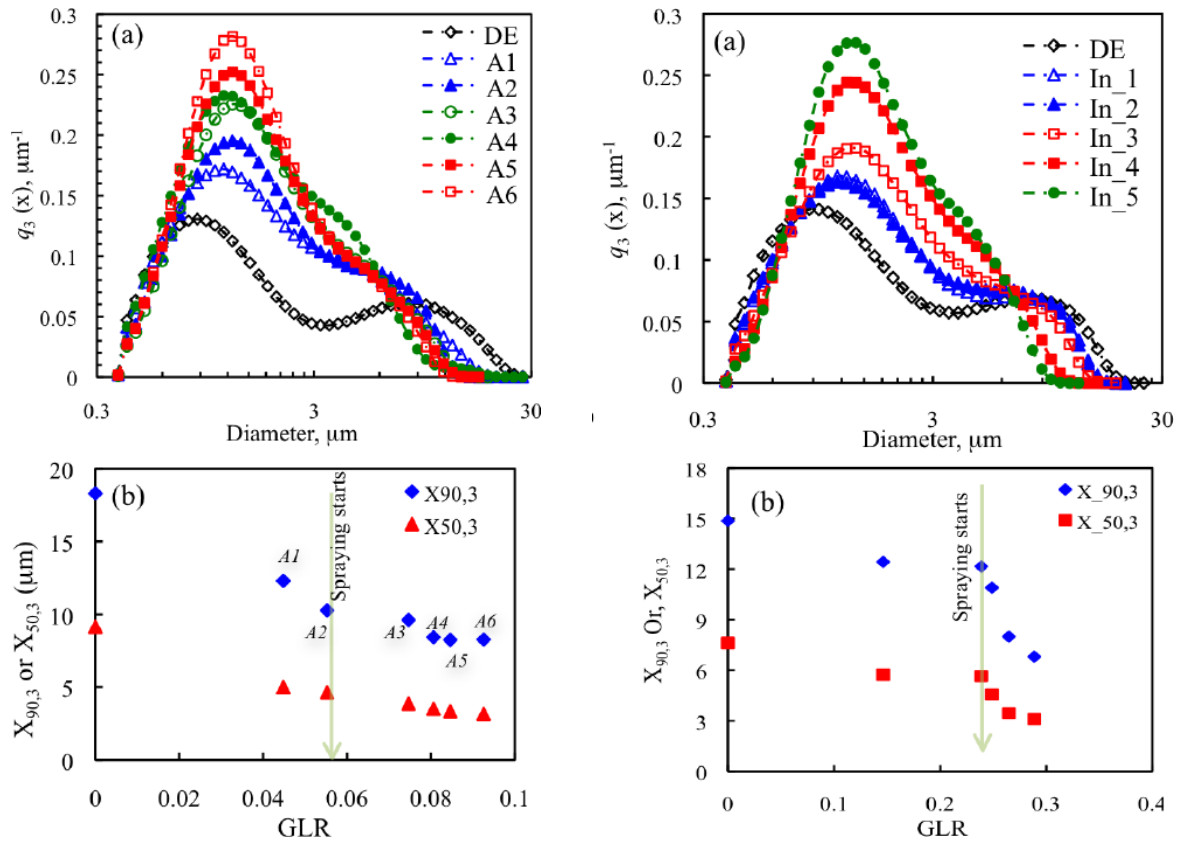 (a)
DE
A1
A2
A3
A4
A5
A6
q3 (x), μm-1
0.3
0.25
0.2
0.15
0.1
0.05
0
0.3
3
30
Diameter, μm
(a)
DE
In_1
In_2
In_3
In_4
In_5
q3 (x), μm-1
0.3
0.25
0.2
0.15
0.1
0.05
0
0.3
3
30
Diameter, μm
(b)
X90,3
X50,3
Spraying starts
A1
A2
A3
A4
A5
A6
X90,3 or X50,3 (μm)
20
15
10
5
0
0
0.02
0.04
0.06
0.08
0.1
GLR
(b)
X_90,3
X_50,3
Spraying starts
X90,3 Or, X50,3
18
15
12
9
6
3
0
0
0.1
0.2
0.3
0.4
GLR